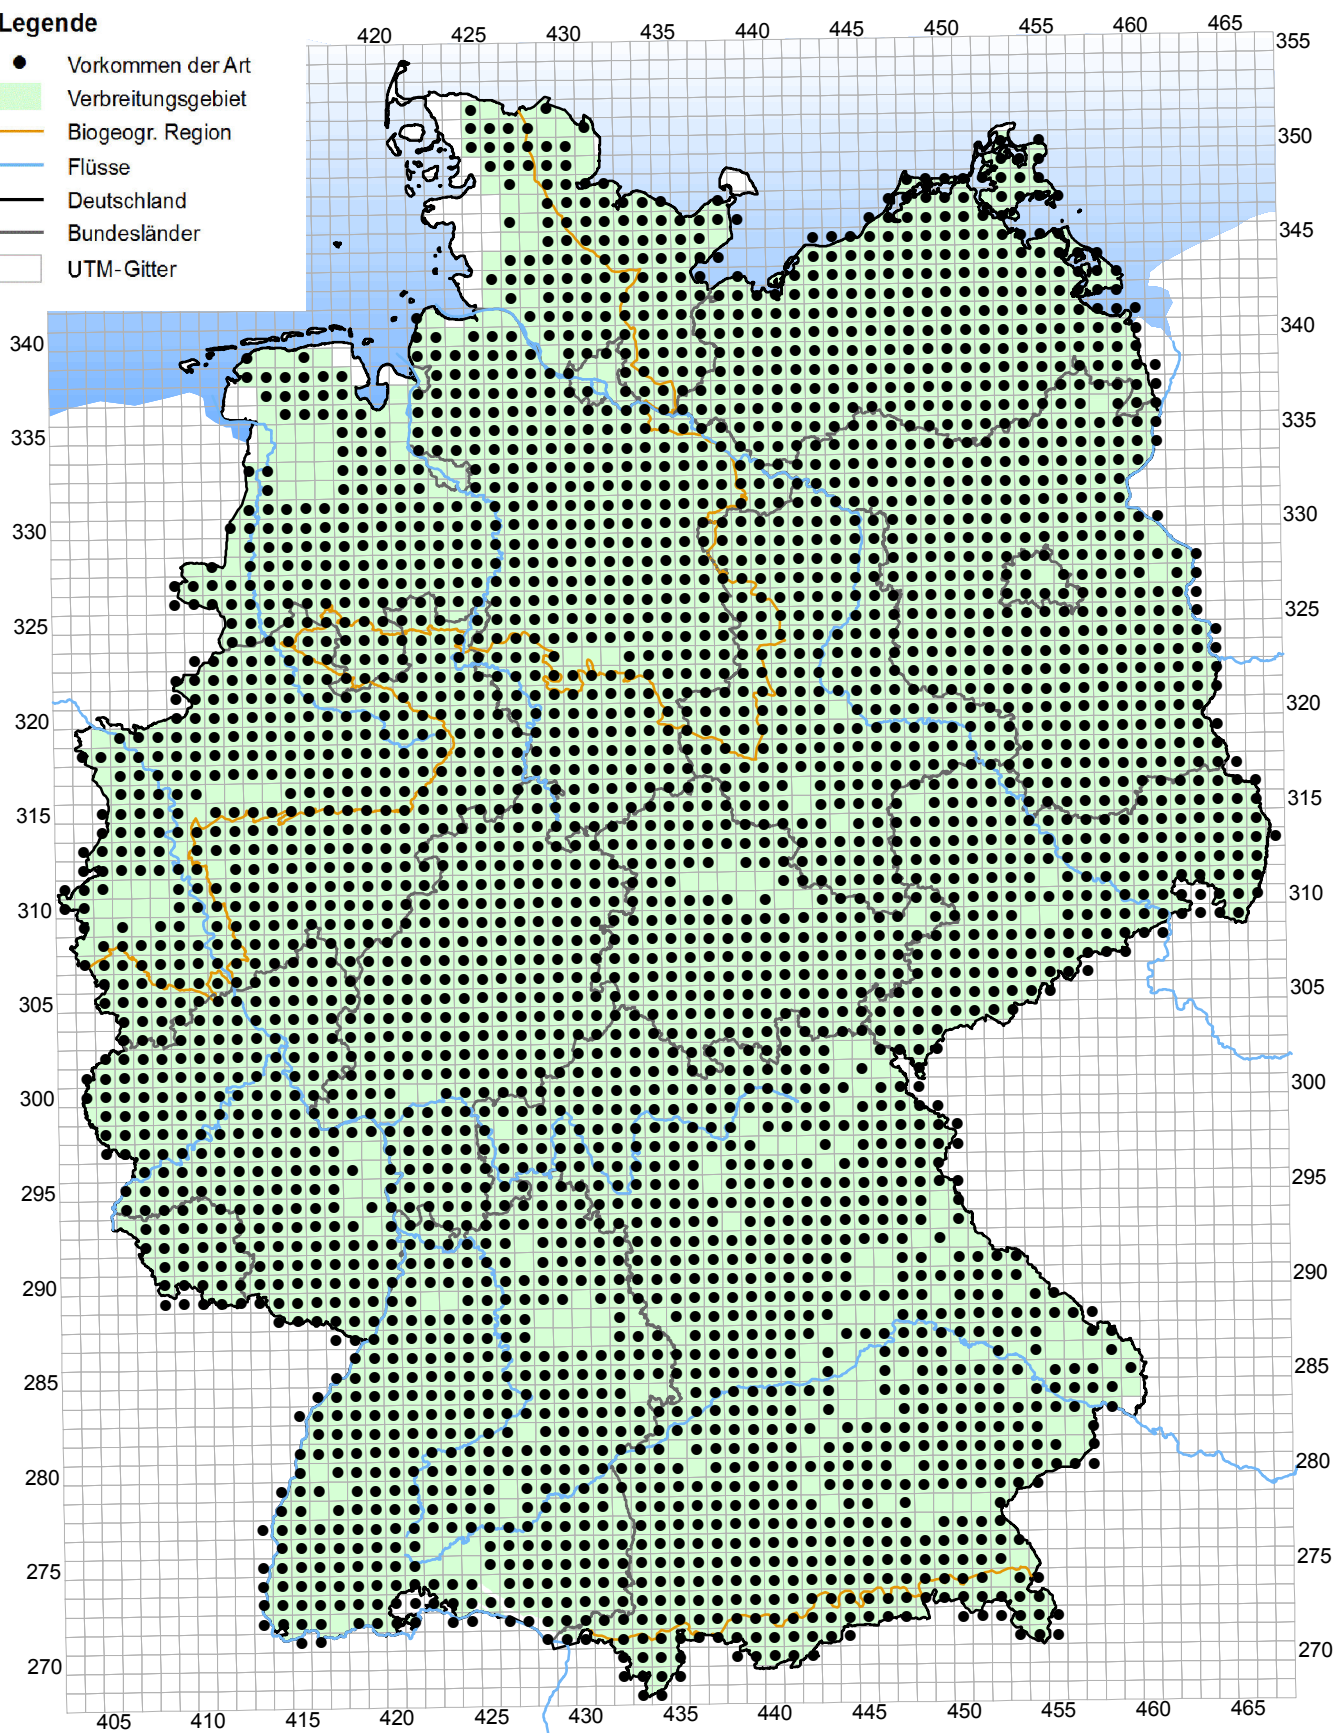 Legende
Vorkommen der Art
Verbreitungsgebiet
Biogeogr. Region
Flüsse
Deutschland
Bundesländer
UTM-Gitter
420 425 430 435 440 445 450 455 460 465
355
350
345
340 340
335 335
330 330
325 325
320 320
315 315
310 310
305 305
300 300
295 295
290 290
285 285
280 280
275 275
270 270
405 410 415 420 425 430 435 440 445 450 455 460 465